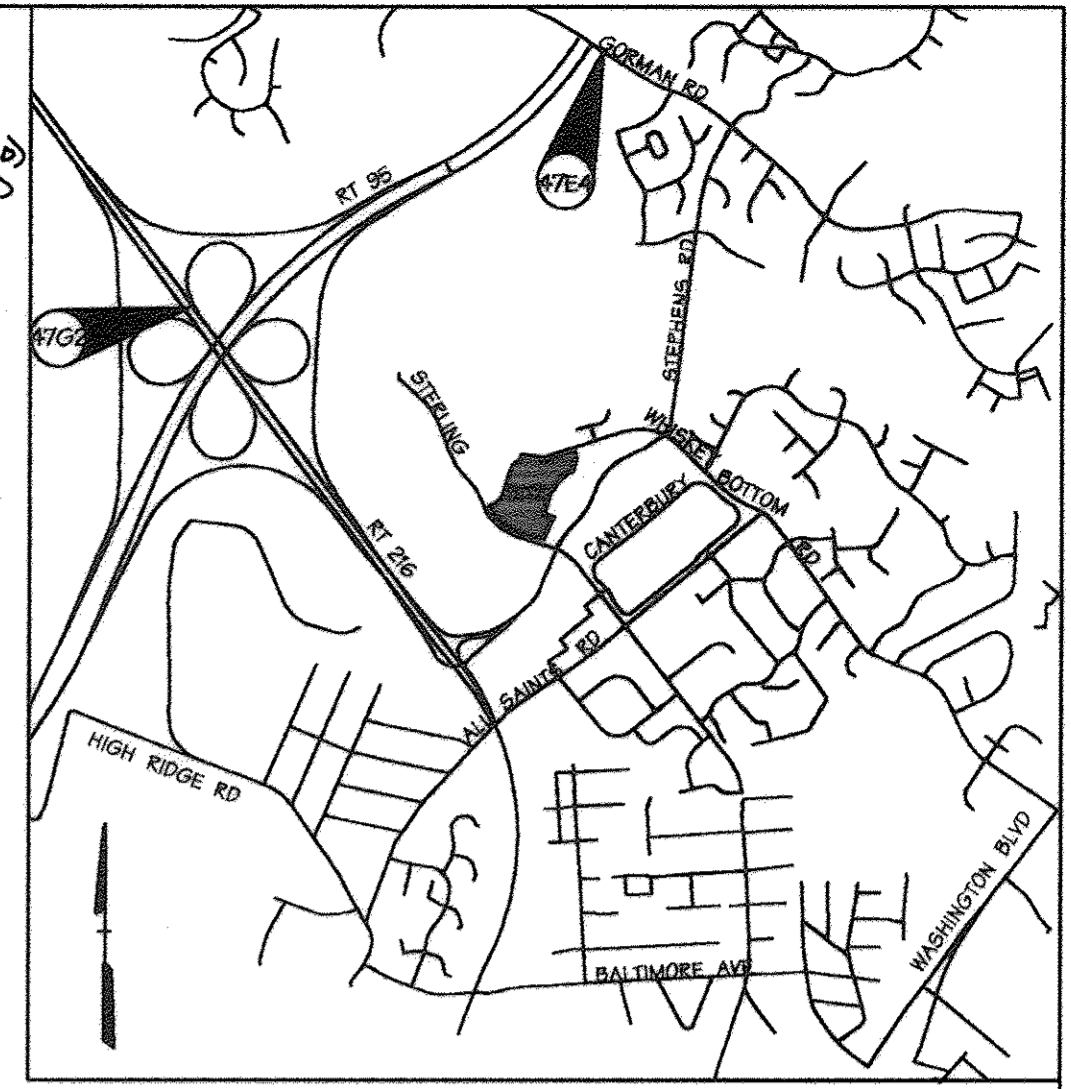 GORMAN RD
RT 95
47E4
STEPHENS RD
47G2
STERLING
WHISKEY BOTTOM RD
CANTERBURY
RT 216
ALL SAINTS RD
HIGH RIDGE RD
WASHINGTON BLVD
BALTIMORE AVE